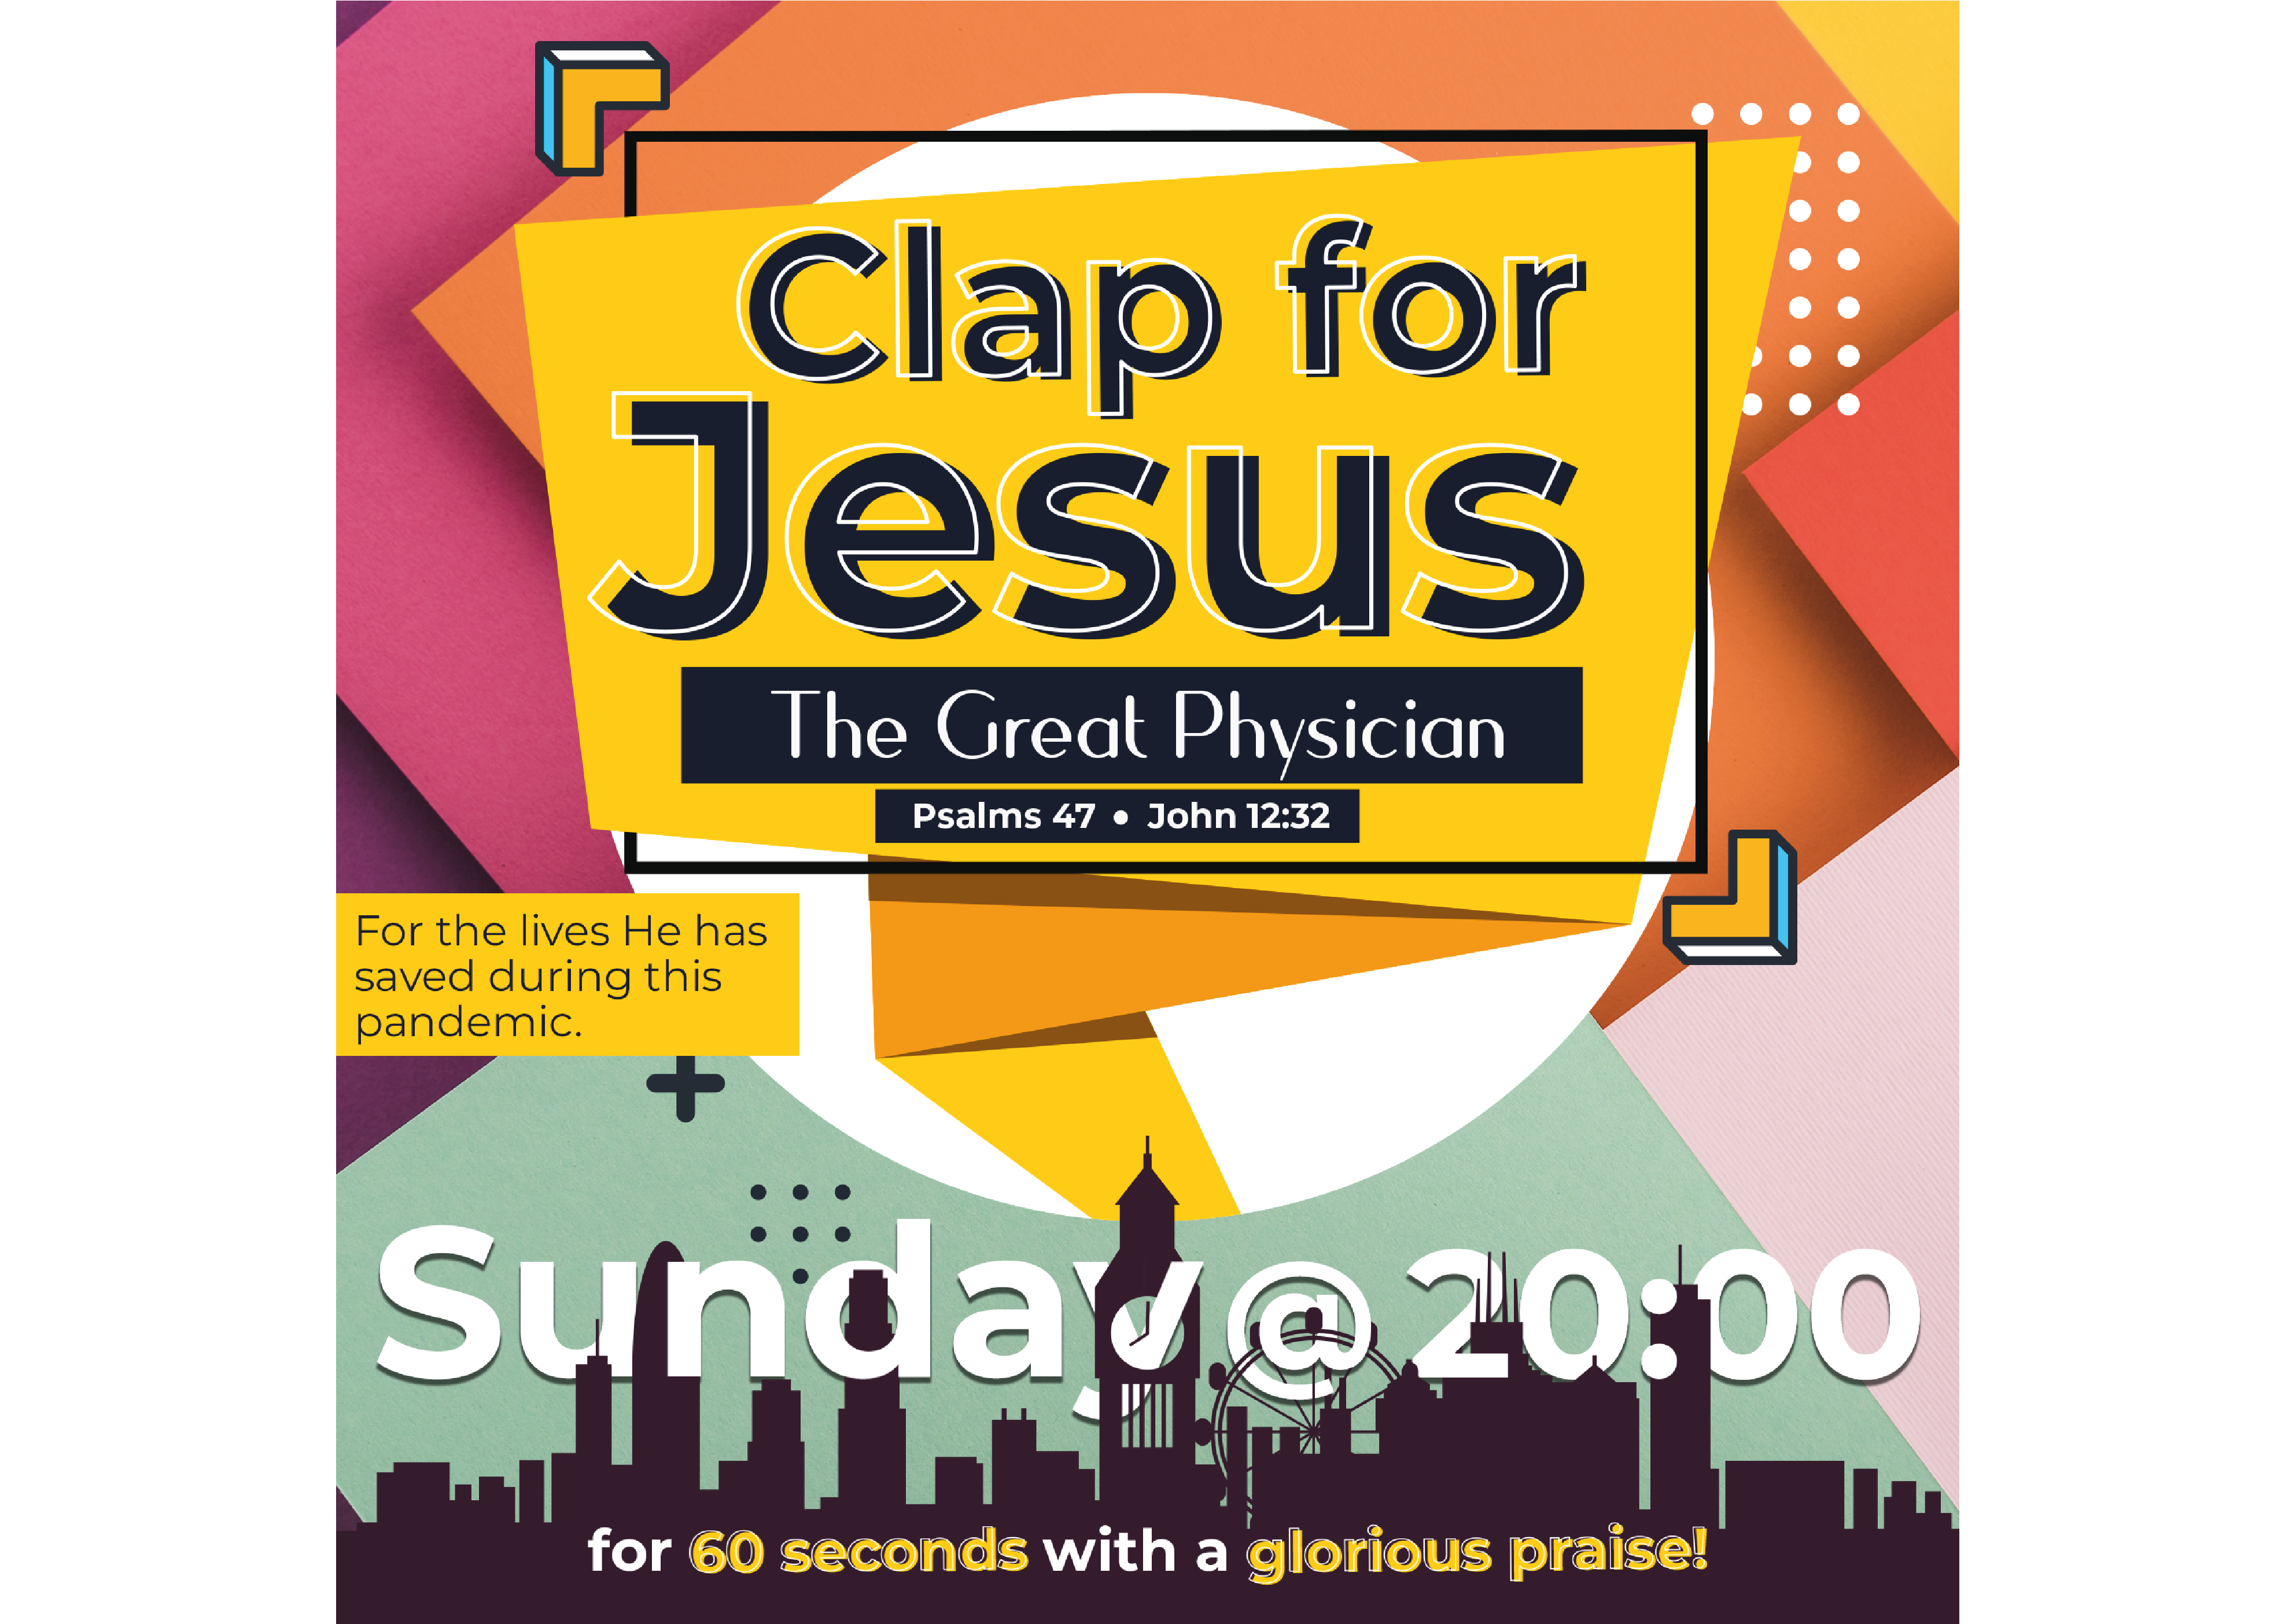 Clap for
Jesus
The Great Physician
Psalms 47 • John 12:32
For the lives He has
saved during this
pandemic.
Sunday@20:00
for 60 seconds with a glorious praise!